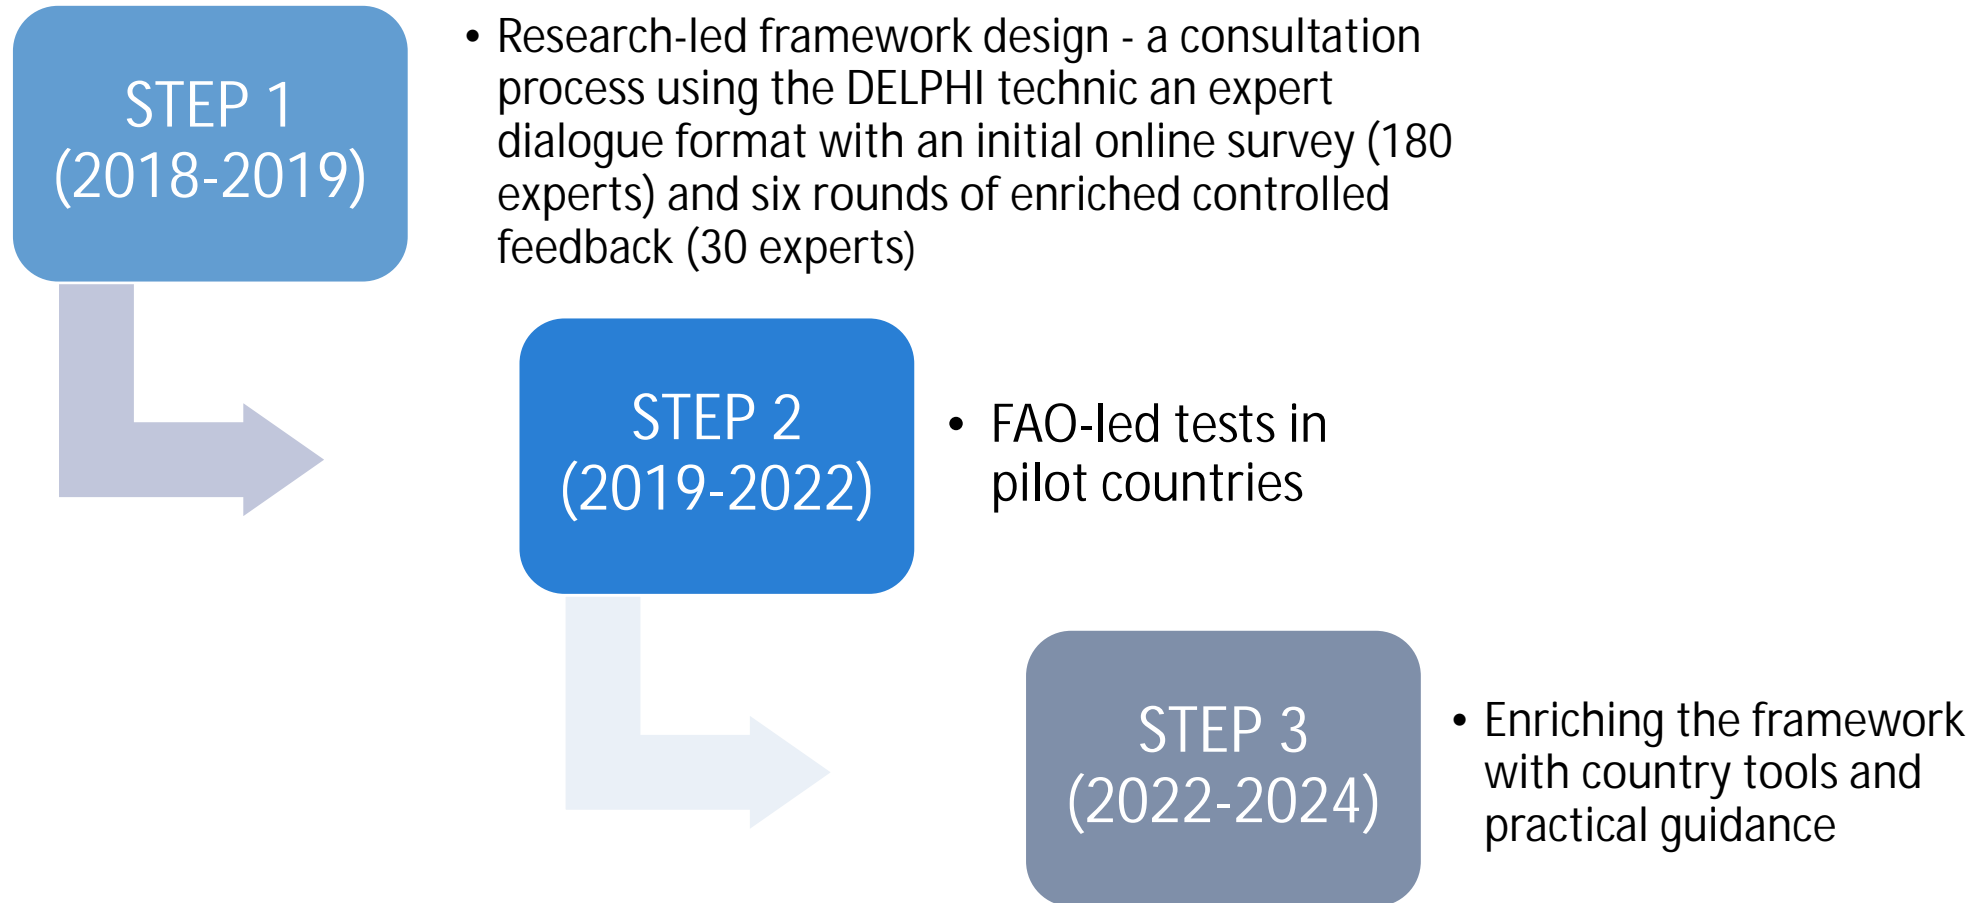 STEP 1
(2018-2019)
• Research-led framework design - a consultation
process using the DELPHI technic an expert
dialogue format with an initial online survey (180
experts) and six rounds of enriched controlled
feedback (30 experts)
STEP 2
(2019-2022)
• FAO-led tests in
pilot countries
STEP 3
(2022-2024)
• Enriching the framework
with country tools and
practical guidance